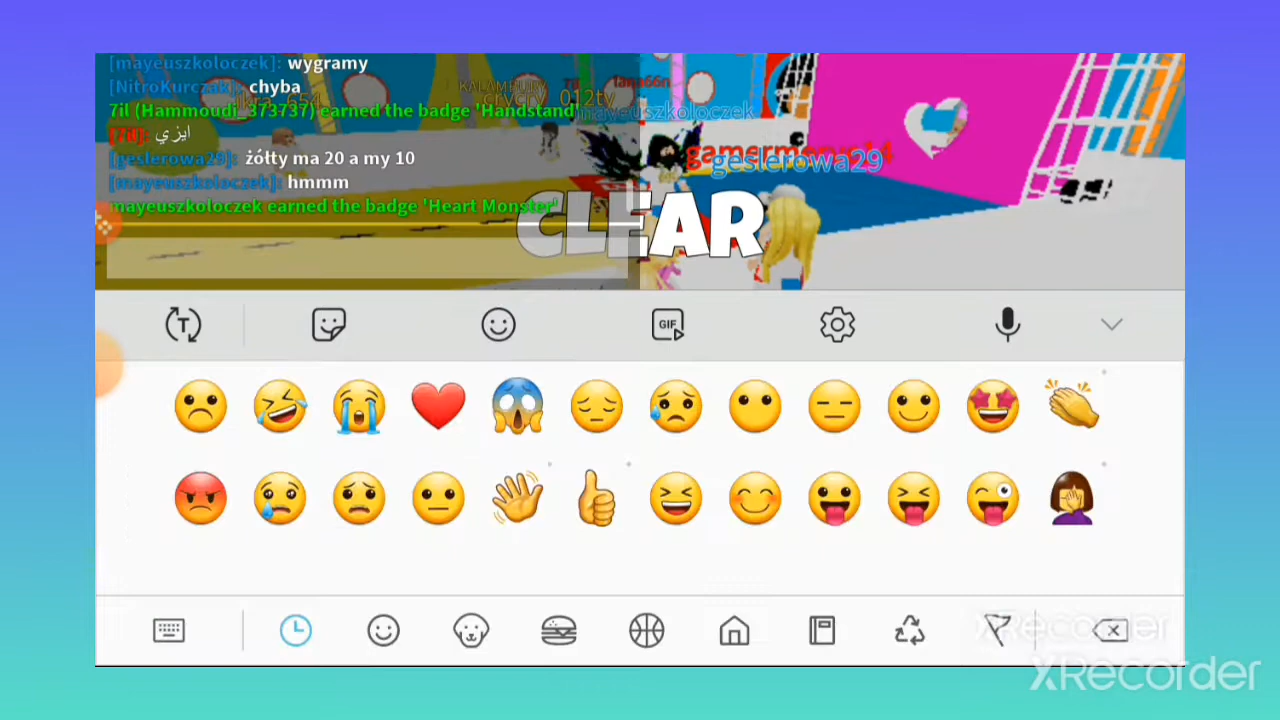 [mayeuszkoloczek]: wygramy
[NitroKurczak]: chyba
7il (Hammoudi_373737) earned the badge 'Handstand'
[7il]: ايزي
[geslerowa29]: żółty ma 20 a my 10
[mayeuszkoloczek]: hmmm
mayeuszkoloczek earned the badge 'Heart Monster'
mayeuszkoloczek
geslerowa29
CLEAR
T
GIF
XRecorder
XRecorder